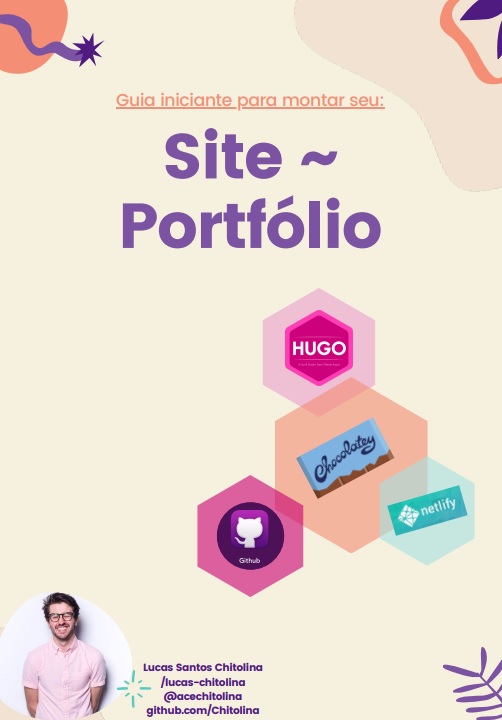 Guia iniciante para montar seu:
Site ~
Portfólio
HUGO
Chocolatey
netlify
Github
Lucas Santos Chitolina
/lucas-chitolina
@acechitolina
github.com/Chitolina